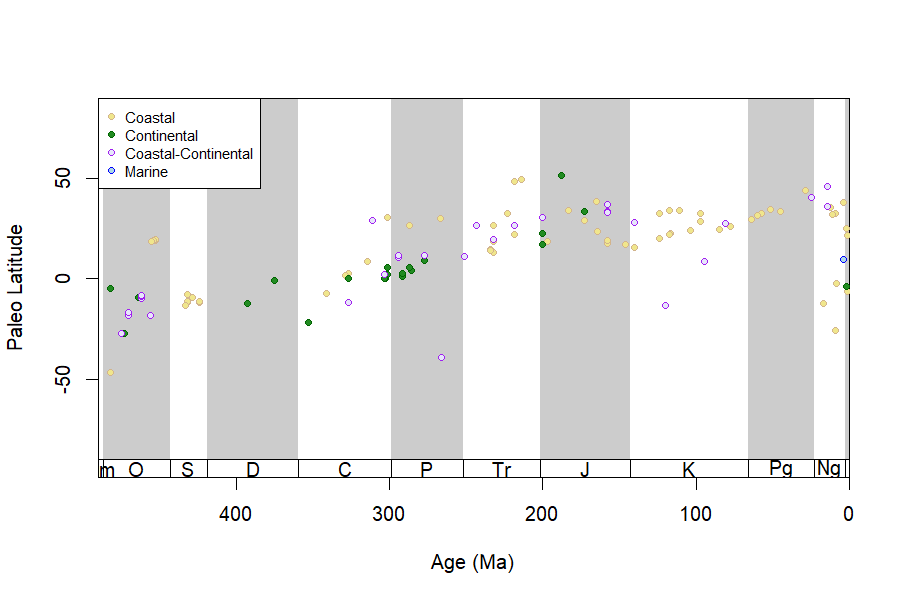 Coastal
Continental
Coastal-Continental
Marine
50
0
-50
Paleo Latitude
m O S D C P Tr J K Pg Ng
400 300 200 100 0
Age (Ma)